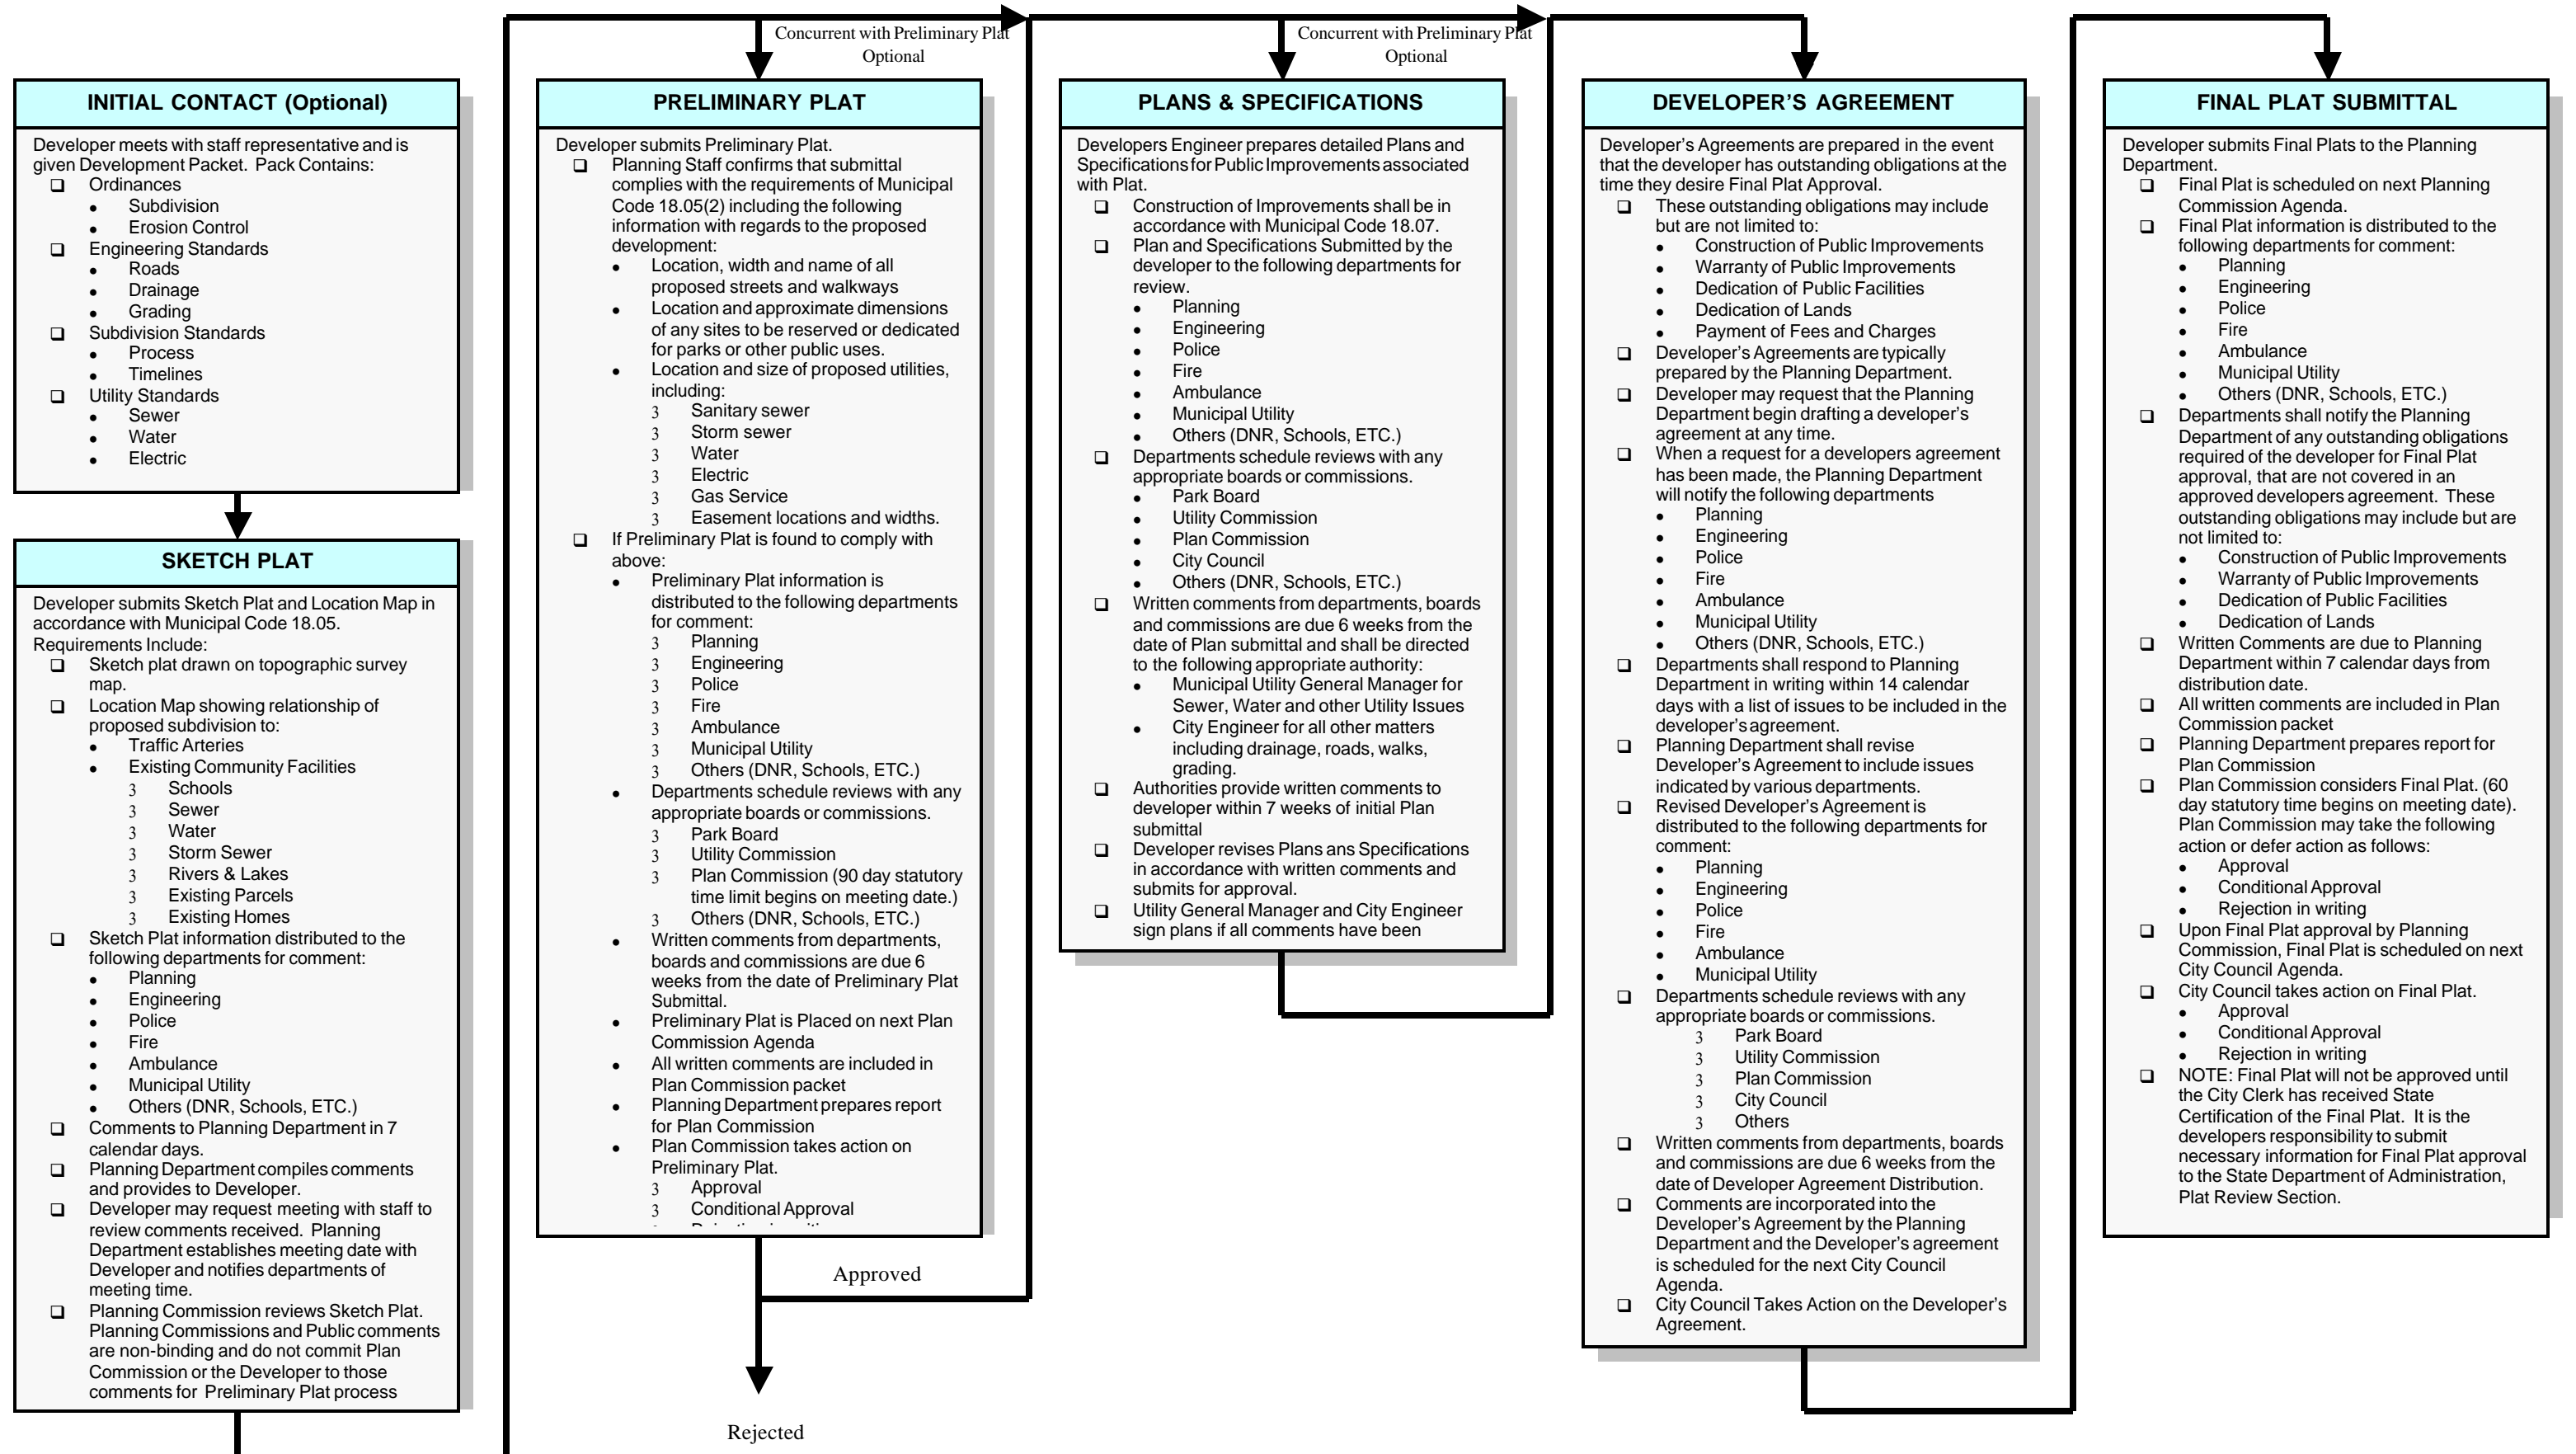 Concurrent with Preliminary Plat
Optional
Concurrent with Preliminary Plat
Optional
INITIAL CONTACT (Optional)
Developer meets with staff representative and is
given Development Packet. Pack Contains:
❑ Ordinances
• Subdivision
• Erosion Control
❑ Engineering Standards
• Roads
• Drainage
• Grading
❑ Subdivision Standards
• Process
• Timelines
❑ Utility Standards
• Sewer
• Water
• Electric
SKETCH PLAT
Developer submits Sketch Plat and Location Map in
accordance with Municipal Code 18.05.
Requirements Include:
❑ Sketch plat drawn on topographic survey
map.
❑ Location Map showing relationship of
proposed subdivision to:
• Traffic Arteries
• Existing Community Facilities
3 Schools
3 Sewer
3 Water
3 Storm Sewer
3 Rivers & Lakes
3 Existing Parcels
3 Existing Homes
❑ Sketch Plat information distributed to the
following departments for comment:
• Planning
• Engineering
• Police
• Fire
• Ambulance
• Municipal Utility
• Others (DNR, Schools, ETC.)
❑ Comments to Planning Department in 7
calendar days.
❑ Planning Department compiles comments
and provides to Developer.
❑ Developer may request meeting with staff to
review comments received. Planning
Department establishes meeting date with
Developer and notifies departments of
meeting time.
❑ Planning Commission reviews Sketch Plat.
Planning Commissions and Public comments
are non-binding and do not commit Plan
Commission or the Developer to those
comments for Preliminary Plat process
PRELIMINARY PLAT
Developer submits Preliminary Plat.
❑ Planning Staff confirms that submittal
complies with the requirements of Municipal
Code 18.05(2) including the following
information with regards to the proposed
development:
• Location, width and name of all
proposed streets and walkways
• Location and approximate dimensions
of any sites to be reserved or dedicated
for parks or other public uses.
• Location and size of proposed utilities,
including:
3 Sanitary sewer
3 Storm sewer
3 Water
3 Electric
3 Gas Service
3 Easement locations and widths.
❑ If Preliminary Plat is found to comply with
above:
• Preliminary Plat information is
distributed to the following departments
for comment:
3 Planning
3 Engineering
3 Police
3 Fire
3 Ambulance
3 Municipal Utility
3 Others (DNR, Schools, ETC.)
• Departments schedule reviews with any
appropriate boards or commissions.
3 Park Board
3 Utility Commission
3 Plan Commission (90 day statutory
time limit begins on meeting date.)
3 Others (DNR, Schools, ETC.)
• Written comments from departments,
boards and commissions are due 6
weeks from the date of Preliminary Plat
Submittal.
• Preliminary Plat is Placed on next Plan
Commission Agenda
• All written comments are included in
Plan Commission packet
• Planning Department prepares report
for Plan Commission
• Plan Commission takes action on
Preliminary Plat.
3 Approval
3 Conditional Approval
Approved
Rejected
PLANS & SPECIFICATIONS
Developers Engineer prepares detailed Plans and
Specifications for Public Improvements associated
with Plat.
❑ Construction of Improvements shall be in
accordance with Municipal Code 18.07.
❑ Plan and Specifications Submitted by the
developer to the following departments for
review.
• Planning
• Engineering
• Police
• Fire
• Ambulance
• Municipal Utility
• Others (DNR, Schools, ETC.)
❑ Departments schedule reviews with any
appropriate boards or commissions.
• Park Board
• Utility Commission
• Plan Commission
• City Council
• Others (DNR, Schools, ETC.)
❑ Written comments from departments, boards
and commissions are due 6 weeks from the
date of Plan submittal and shall be directed
to the following appropriate authority:
• Municipal Utility General Manager for
Sewer, Water and other Utility Issues
• City Engineer for all other matters
including drainage, roads, walks,
grading.
❑ Authorities provide written comments to
developer within 7 weeks of initial Plan
submittal
❑ Developer revises Plans ans Specifications
in accordance with written comments and
submits for approval.
❑ Utility General Manager and City Engineer
sign plans if all comments have been
DEVELOPER'S AGREEMENT
Developer's Agreements are prepared in the event
that the developer has outstanding obligations at the
time they desire Final Plat Approval.
❑ These outstanding obligations may include
but are not limited to:
• Construction of Public Improvements
• Warranty of Public Improvements
• Dedication of Public Facilities
• Dedication of Lands
• Payment of Fees and Charges
❑ Developer's Agreements are typically
prepared by the Planning Department.
❑ Developer may request that the Planning
Department begin drafting a developer's
agreement at any time.
❑ When a request for a developers agreement
has been made, the Planning Department
will notify the following departments
• Planning
• Engineering
• Police
• Fire
• Ambulance
• Municipal Utility
• Others (DNR, Schools, ETC.)
❑ Departments shall respond to Planning
Department in writing within 14 calendar
days with a list of issues to be included in the
developer's agreement.
❑ Planning Department shall revise
Developer's Agreement to include issues
indicated by various departments.
❑ Revised Developer's Agreement is
distributed to the following departments for
comment:
• Planning
• Engineering
• Police
• Fire
• Ambulance
• Municipal Utility
❑ Departments schedule reviews with any
appropriate boards or commissions.
3 Park Board
3 Utility Commission
3 Plan Commission
3 City Council
3 Others
❑ Written comments from departments, boards
and commissions are due 6 weeks from the
date of Developer Agreement Distribution.
❑ Comments are incorporated into the
Developer's Agreement by the Planning
Department and the Developer's agreement
is scheduled for the next City Council
Agenda.
❑ City Council Takes Action on the Developer's
Agreement.
FINAL PLAT SUBMITTAL
Developer submits Final Plats to the Planning
Department.
❑ Final Plat is scheduled on next Planning
Commission Agenda.
❑ Final Plat information is distributed to the
following departments for comment:
• Planning
• Engineering
• Police
• Fire
• Ambulance
• Municipal Utility
• Others (DNR, Schools, ETC.)
❑ Departments shall notify the Planning
Department of any outstanding obligations
required of the developer for Final Plat
approval, that are not covered in an
approved developers agreement. These
outstanding obligations may include but are
not limited to:
• Construction of Public Improvements
• Warranty of Public Improvements
• Dedication of Public Facilities
• Dedication of Lands
❑ Written Comments are due to Planning
Department within 7 calendar days from
distribution date.
❑ All written comments are included in Plan
Commission packet
❑ Planning Department prepares report for
Plan Commission
❑ Plan Commission considers Final Plat. (60
day statutory time begins on meeting date).
Plan Commission may take the following
action or defer action as follows:
• Approval
• Conditional Approval
• Rejection in writing
❑ Upon Final Plat approval by Planning
Commission, Final Plat is scheduled on next
City Council Agenda.
❑ City Council takes action on Final Plat.
• Approval
• Conditional Approval
• Rejection in writing
❑ NOTE: Final Plat will not be approved until
the City Clerk has received State
Certification of the Final Plat. It is the
developers responsibility to submit
necessary information for Final Plat approval
to the State Department of Administration,
Plat Review Section.